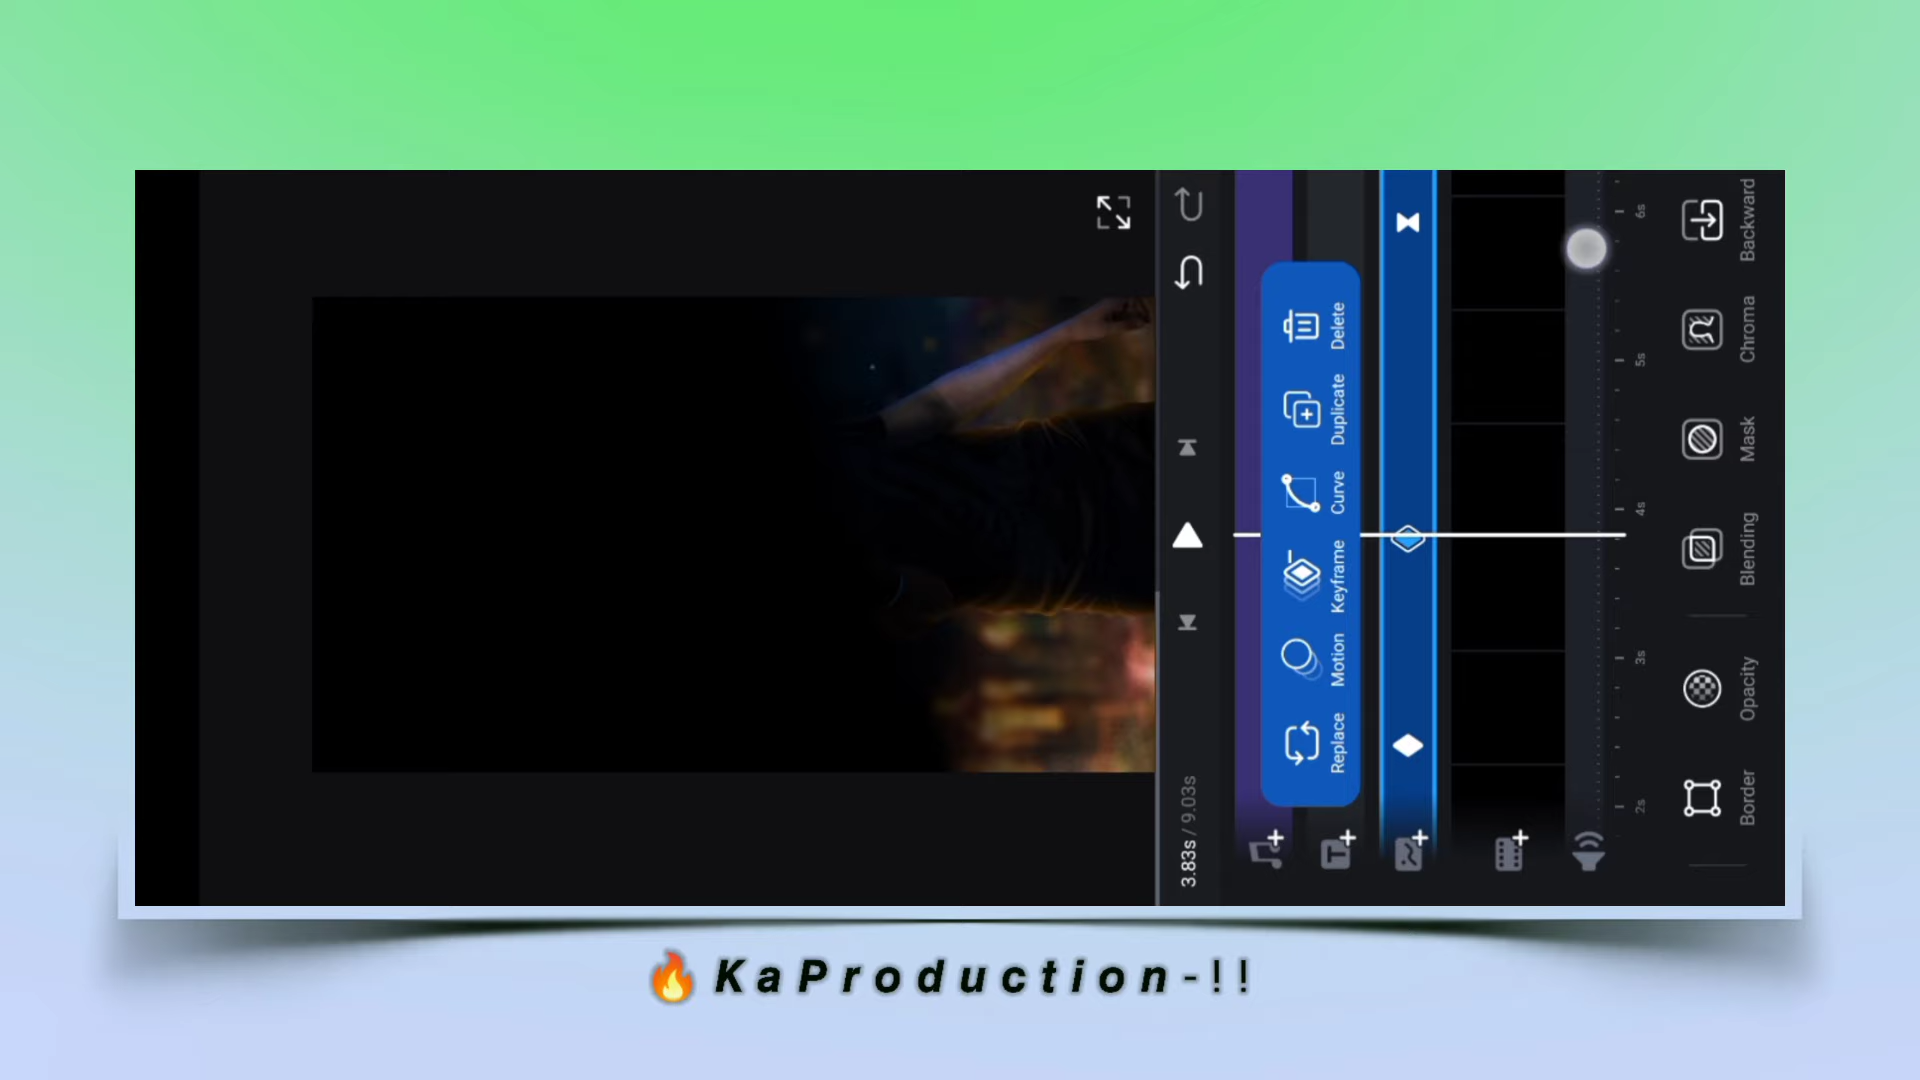 3.83s / 9.03s
Replace
Motion
Keyframe
Curve
Duplicate
Delete
T
2s
3s
4s
5s
6s
Border
Opacity
Blending
Mask
Chroma
Backward
🔥 KaProduction-!!